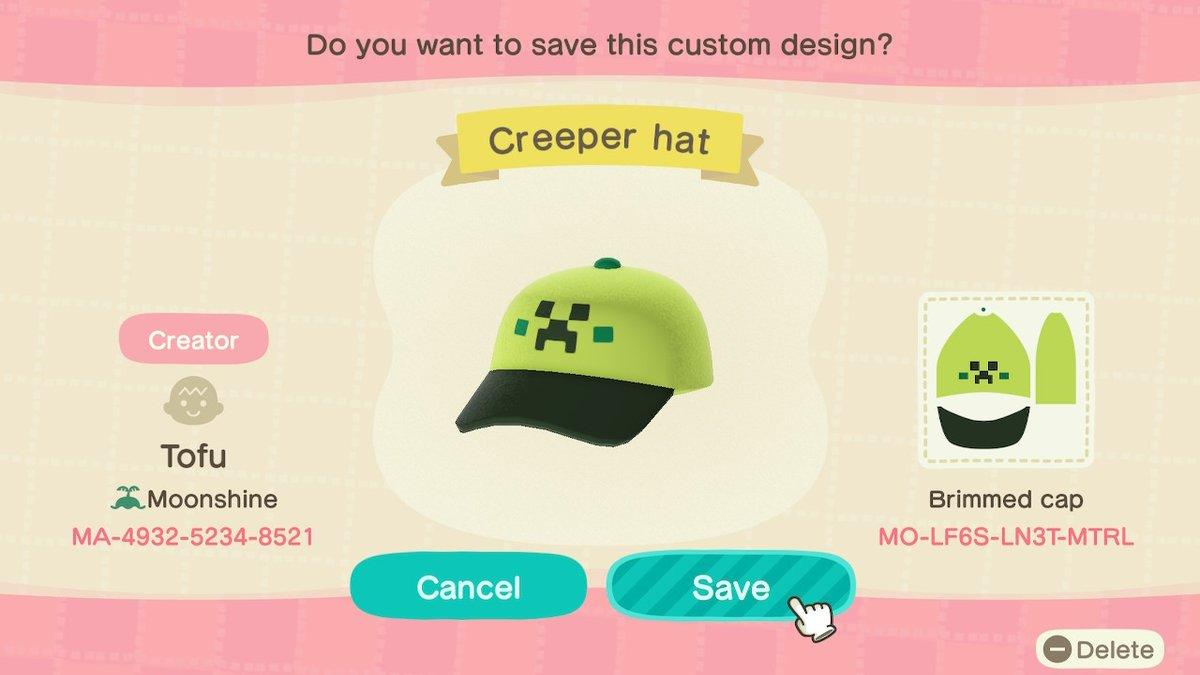 Do you want to save this custom design?
Creeper hat
Creator
Tofu
Moonshine
MA-4932-5234-8521
Brimmed cap
MO-LF6S-LN3T-MTRL
Cancel
Save
Delete